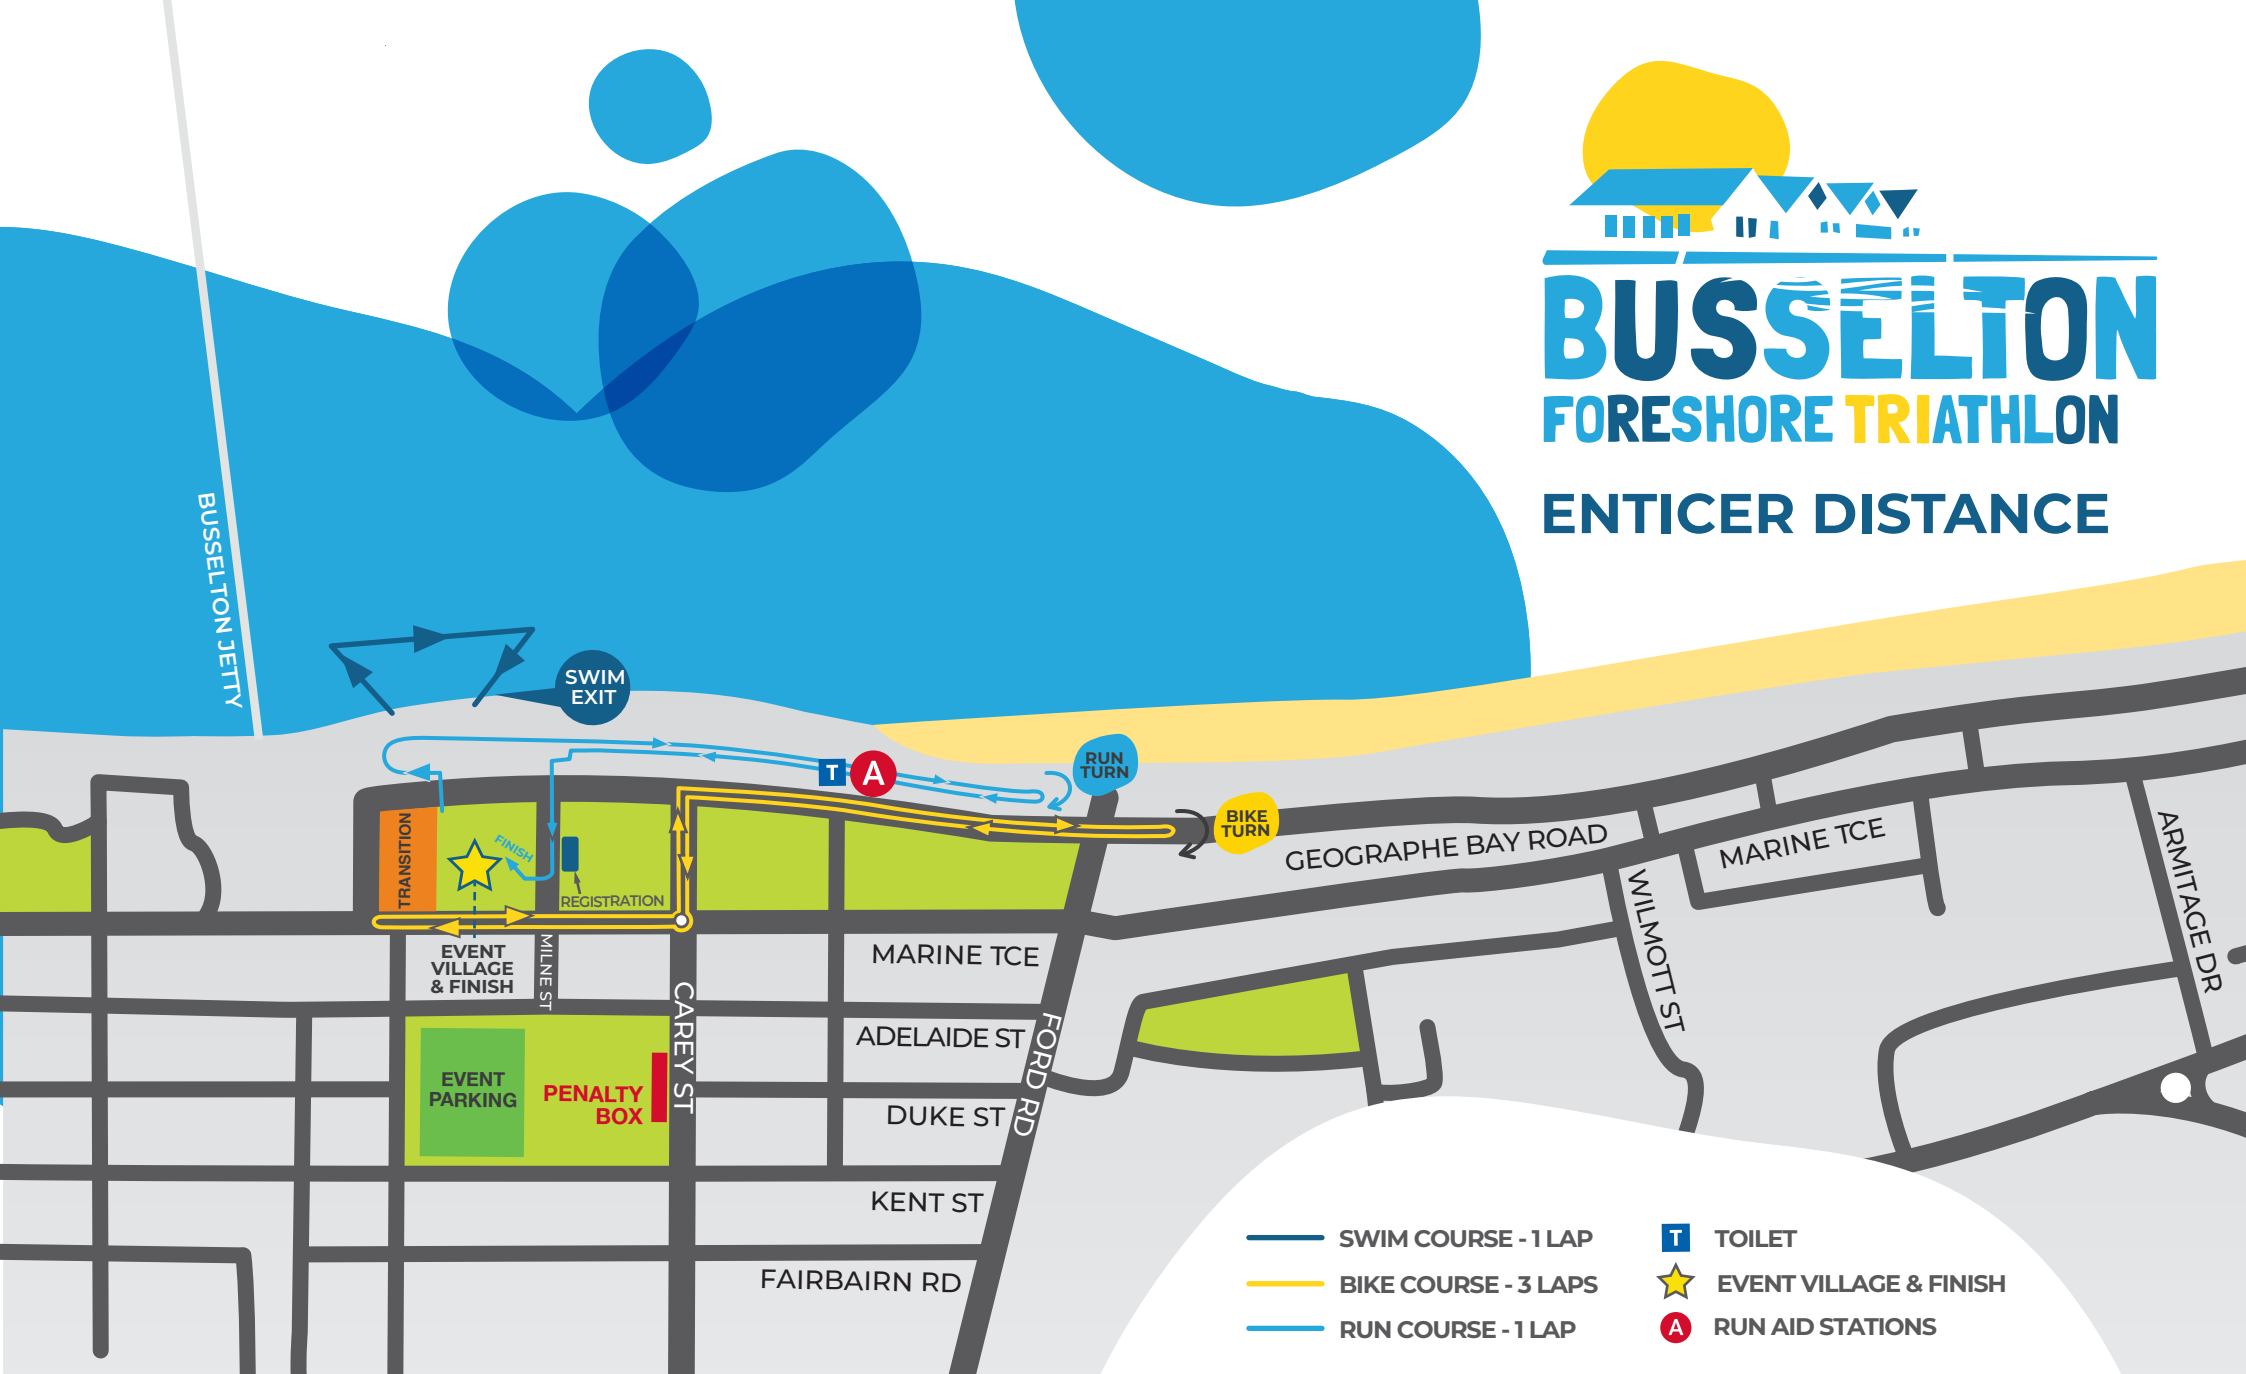 BUSSELTON
FORESHORE TRIATHLON
ENTICER DISTANCE
BUSSELTON JETTY
SWIM
EXIT
RUN
TURN
T
A
BIKE
TURN
GEOGRAPHE BAY ROAD
MARINE TCE
ARMITAGE DR
WILMOTT ST
TRANSITION
FINISH
REGISTRATION
EVENT
VILLAGE
& FINISH
MILNE ST
MARINE TCE
CAREY ST
ADELAIDE ST
FORD RD
FORD RD
EVENT
PARKING
PENALTY
BOX
DUKE ST
KENT ST
FAIRBAIRN RD
SWIM COURSE - 1 LAP
BIKE COURSE - 3 LAPS
RUN COURSE - 1 LAP
T TOILET
EVENT VILLAGE & FINISH
A RUN AID STATIONS